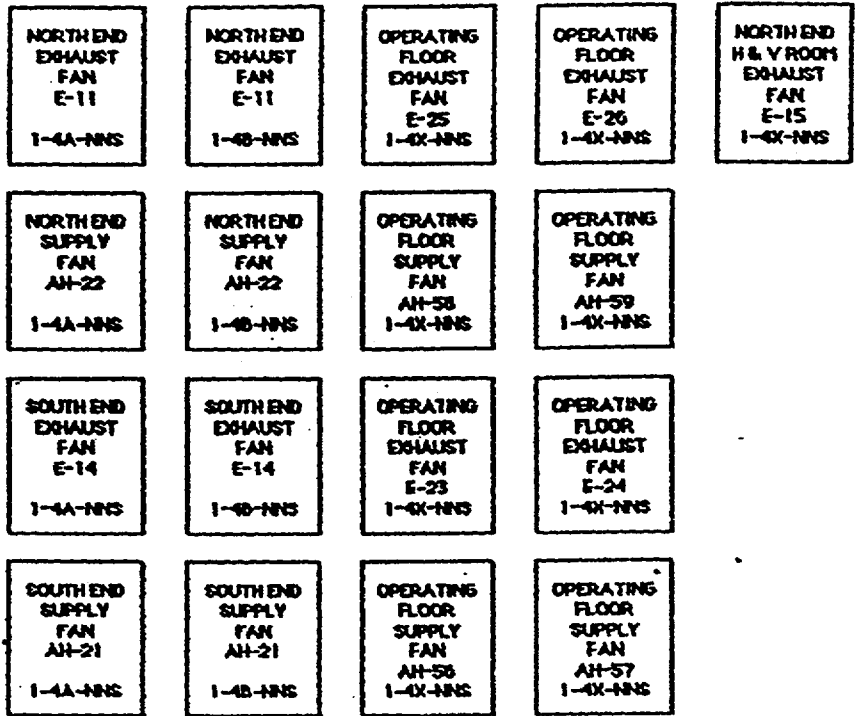 NORTH END
EXHAUST
FAN
E-11
1-4A-NNS
NORTH END
EXHAUST
FAN
E-11
1-4B-NNS
OPERATING
FLOOR
EXHAUST
FAN
E-25
1-4X-NNS
OPERATING
FLOOR
EXHAUST
FAN
E-26
1-4X-NNS
NORTH END
H & V ROOM
EXHAUST
FAN
E-15
1-4X-NNS
NORTH END
SUPPLY
FAN
AH-22
1-4A-NNS
NORTH END
SUPPLY
FAN
AH-22
1-4B-NNS
OPERATING
FLOOR
SUPPLY
FAN
AH-58
1-4X-NNS
OPERATING
FLOOR
SUPPLY
FAN
AH-59
1-4X-NNS
SOUTH END
EXHAUST
FAN
E-14
1-4A-NNS
SOUTH END
EXHAUST
FAN
E-14
1-4B-NNS
OPERATING
FLOOR
EXHAUST
FAN
E-23
1-4X-NNS
OPERATING
FLOOR
EXHAUST
FAN
E-24
1-4X-NNS
SOUTH END
SUPPLY
FAN
AH-21
1-4A-NNS
SOUTH END
SUPPLY
FAN
AH-21
1-4B-NNS
OPERATING
FLOOR
SUPPLY
FAN
AH-56
1-4X-NNS
OPERATING
FLOOR
SUPPLY
FAN
AH-57
1-4X-NNS